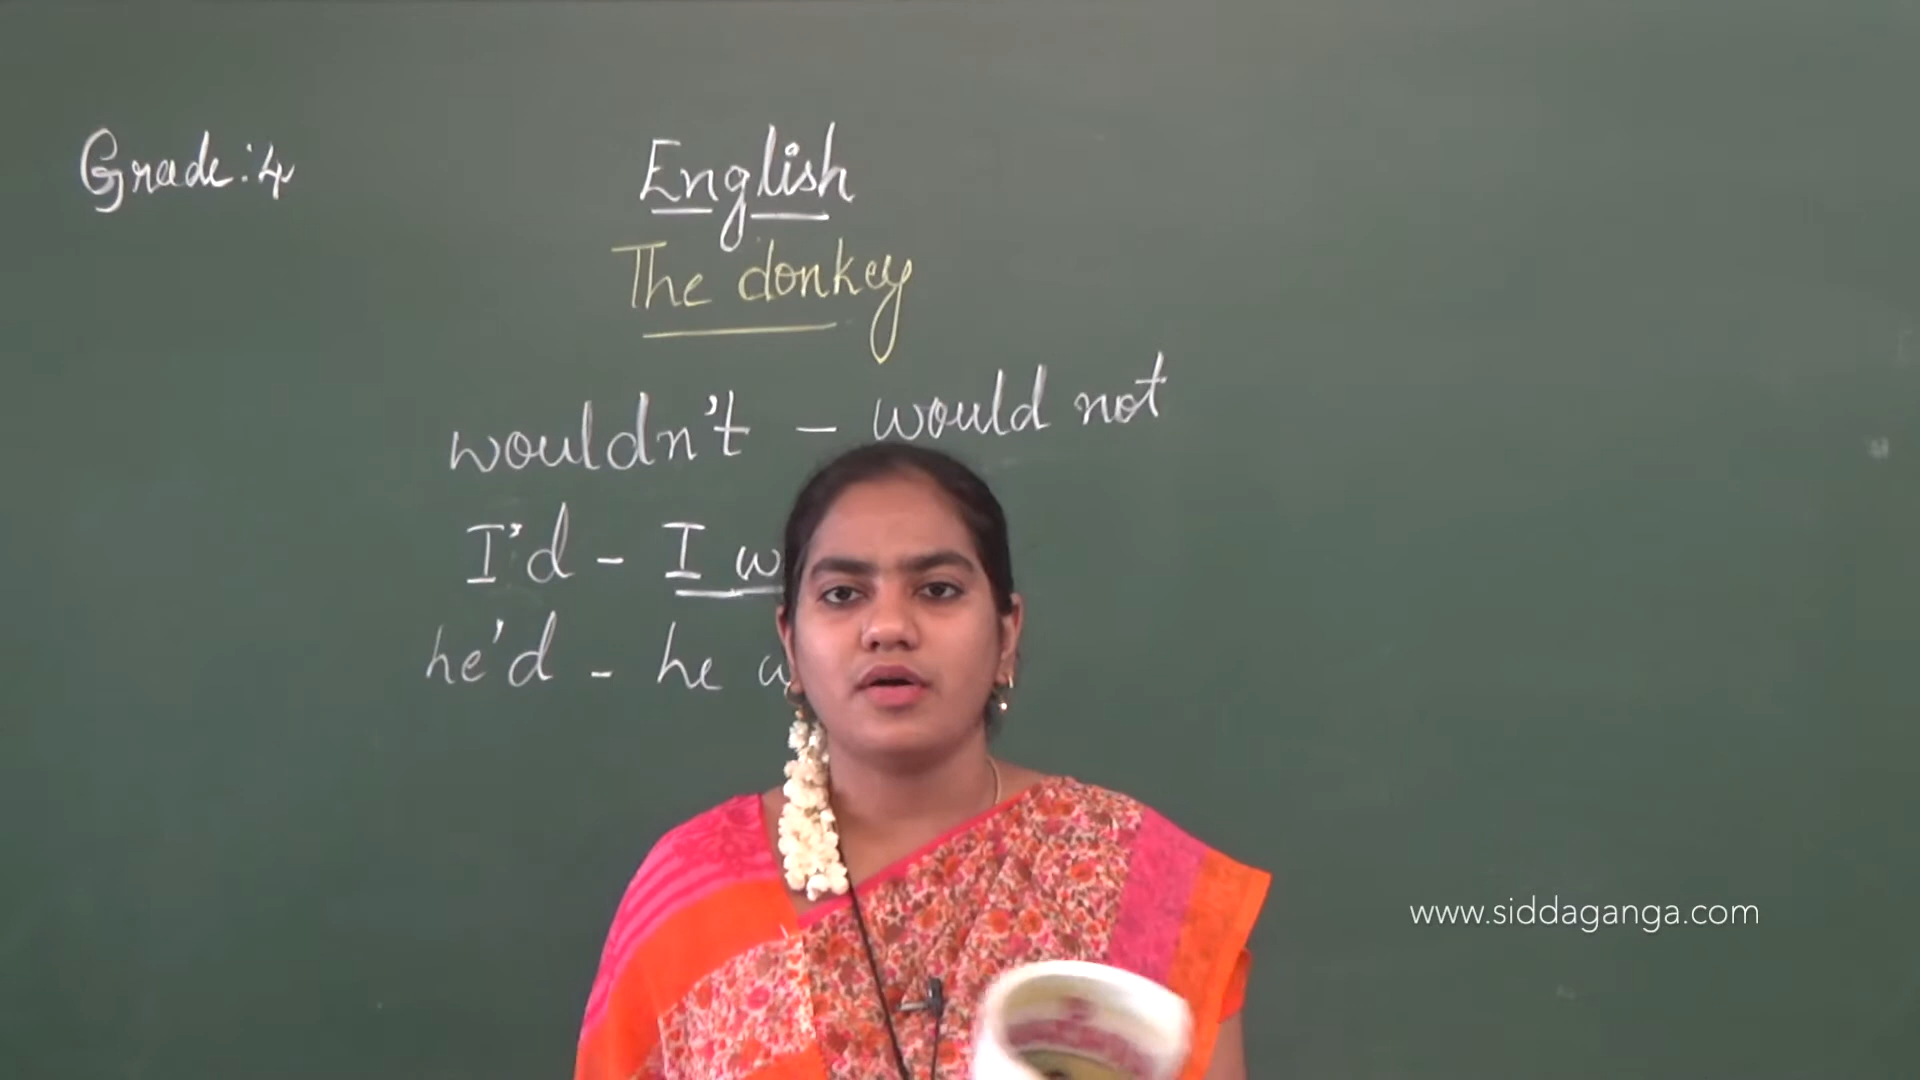 Grade: 4
English
The donkey
wouldn't - would not
I'd - I w
he'd - he
www.siddaganga.com